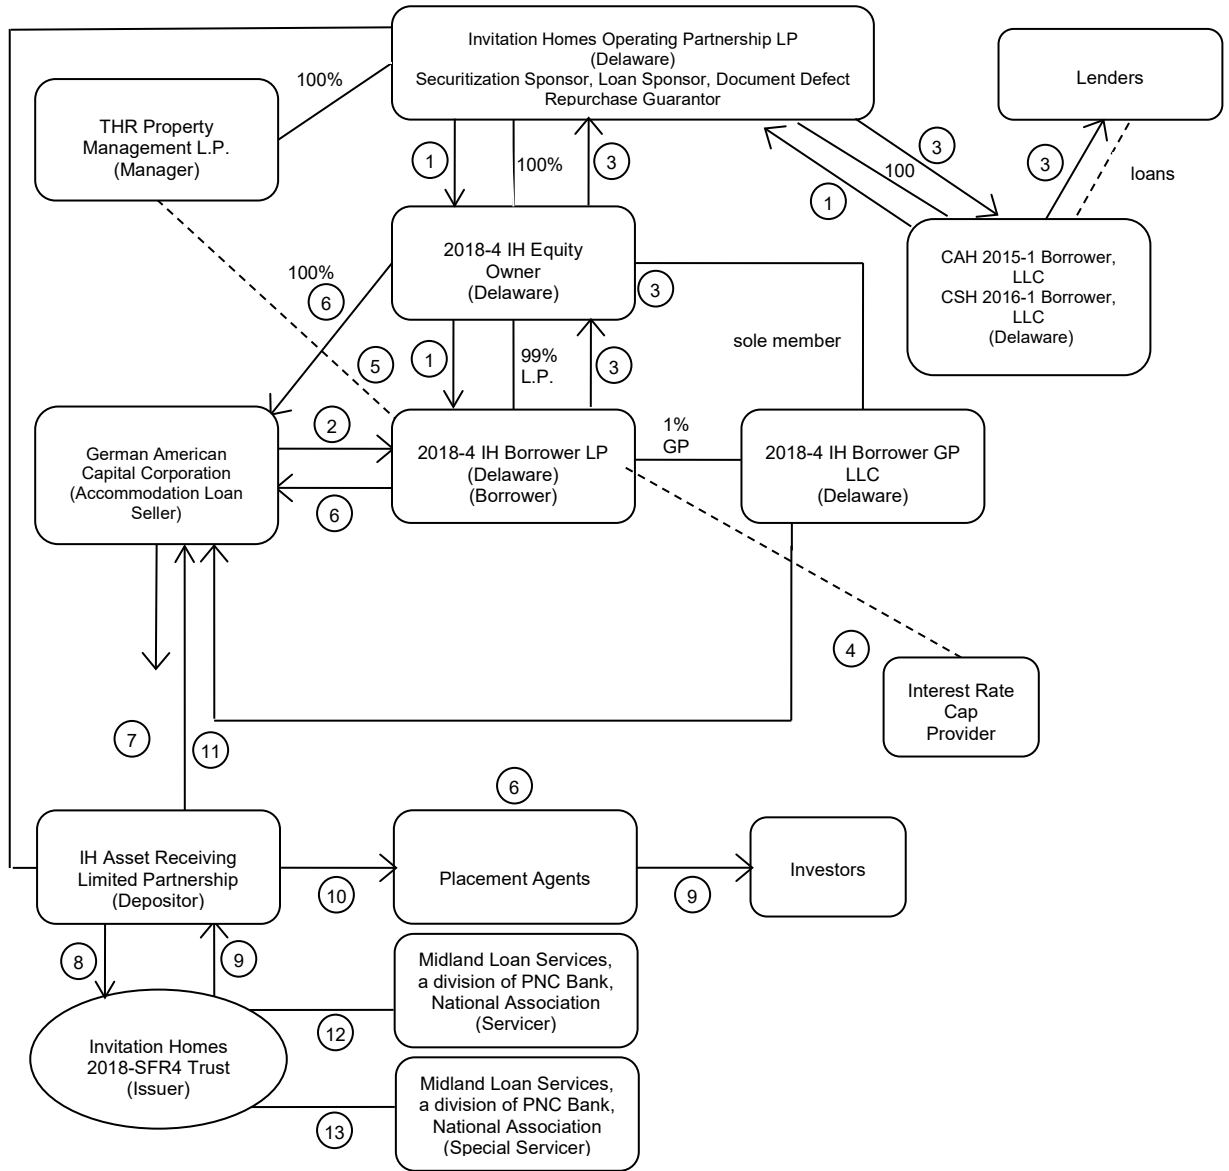 Invitation Homes Operating Partnership LP
(Delaware)
Securitization Sponsor, Loan Sponsor, Document Defect
Repurchase Guarantor
Lenders
100%
THR Property
Management L.P.
(Manager)
1
100%
3
3
100
1
3
loans
2018-4 IH Equity
Owner
(Delaware)
CAH 2015-1 Borrower,
LLC
CSH 2016-1 Borrower,
LLC
(Delaware)
100%
6
3
sole member
5
1
99%
L.P.
3
German American
Capital Corporation
(Accommodation Loan
Seller)
2
6
2018-4 IH Borrower LP
(Delaware)
(Borrower)
1%
GP
2018-4 IH Borrower GP
LLC
(Delaware)
4
Interest Rate
Cap
Provider
7
11
6
IH Asset Receiving
Limited Partnership
(Depositor)
10
Placement Agents
9
Investors
8
9
Midland Loan Services,
a division of PNC Bank,
National Association
(Servicer)
12
Invitation Homes
2018-SFR4 Trust
(Issuer)
13
Midland Loan Services,
a division of PNC Bank,
National Association
(Special Servicer)